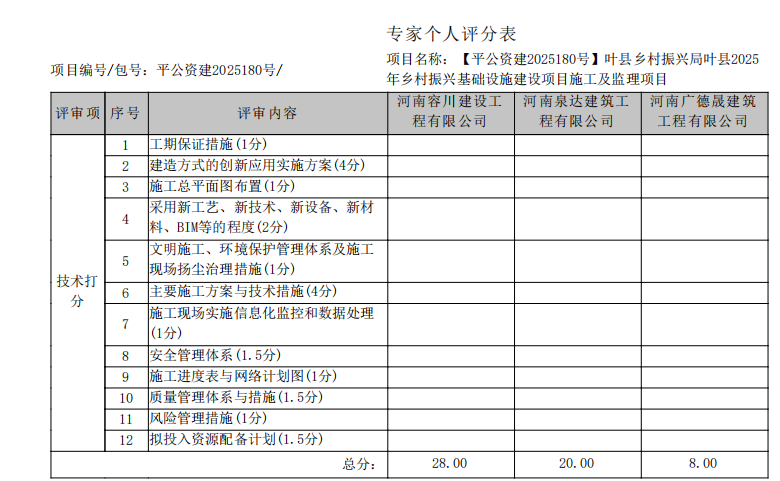 专家个人评分表
项目编号/包号: 平公资建2025180号/
项目名称: 【平公资建2025180号】叶县乡村振兴局叶县2025
年乡村振兴基础设施建设项目施工及监理项目
评审项 序号 评审内容 河南容川建设工程有限公司 河南泉达建筑工程有限公司 河南广德晟建筑工程有限公司
技术打分
1 工期保证措施(1分)
2 建造方式的创新应用实施方案(4分)
3 施工总平面图布置(1分)
4 采用新工艺、新技术、新设备、新材
料、BIM等的程度(2分)
5 文明施工、环境保护管理体系及施工
现场扬尘治理措施(1分)
6 主要施工方案与技术措施(4分)
7 施工现场实施信息化监控和数据处理
(1分)
8 安全管理体系(1.5分)
9 施工进度表与网络计划图(1分)
10 质量管理体系与措施(1.5分)
11 风险管理措施(1分)
12 拟投入资源配备计划(1.5分)
总分: 28.00 20.00 8.00